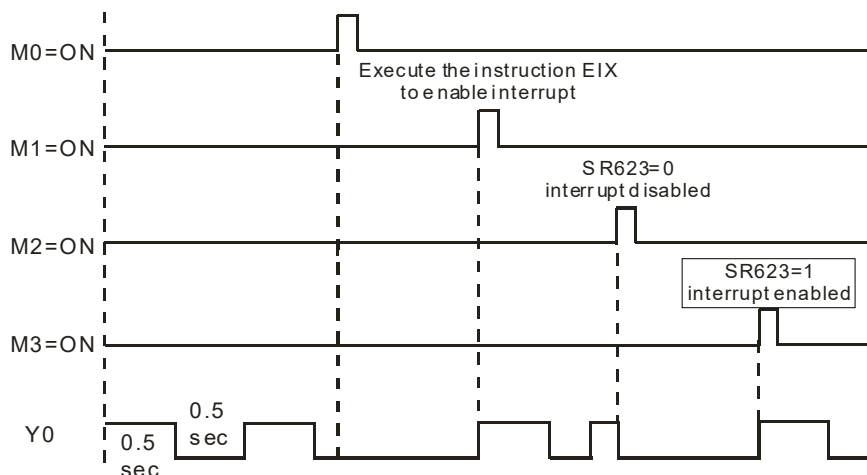 M0=ON
Execute the instruction EIX
to enable interrupt
M1=ON
SR623=0
interrupt disabled
M2=ON
SR623=1
interrupt enabled
M3=ON
0.5
sec
Y0
0.5
sec